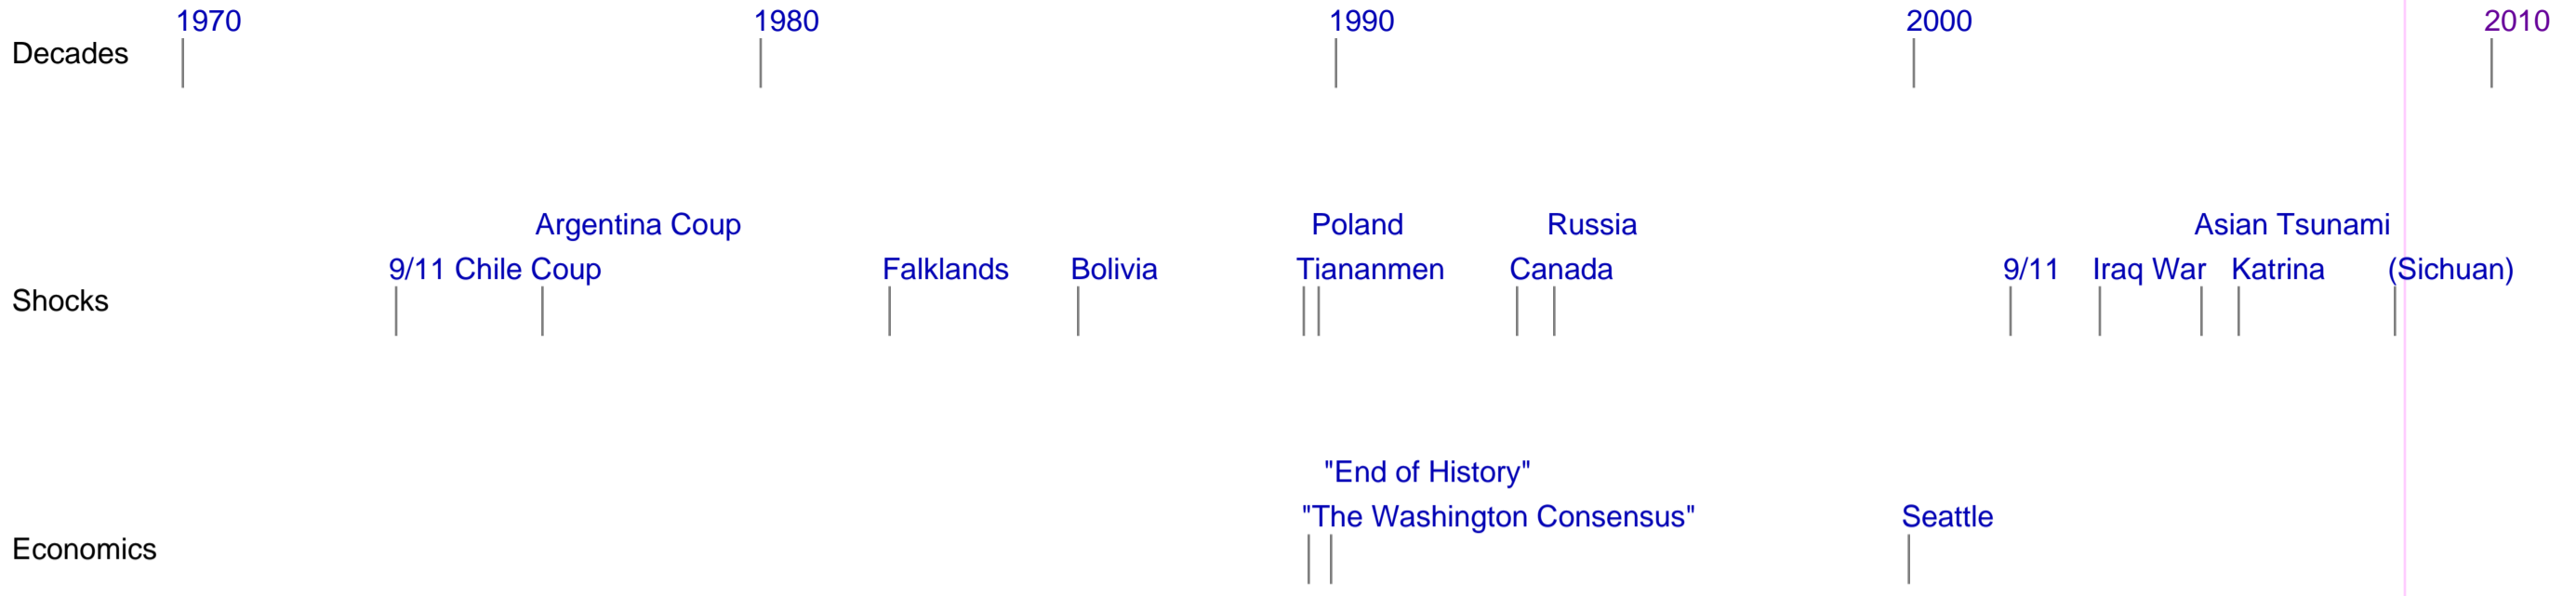 1970 1980 1990 2000 2010
Decades
Argentina Coup Poland Russia Asian Tsunami
9/11 Chile Coup Falklands Bolivia Tiananmen Canada 9/11 Iraq War Katrina (Sichuan)
Shocks
"End of History"
"The Washington Consensus" Seattle
Economics